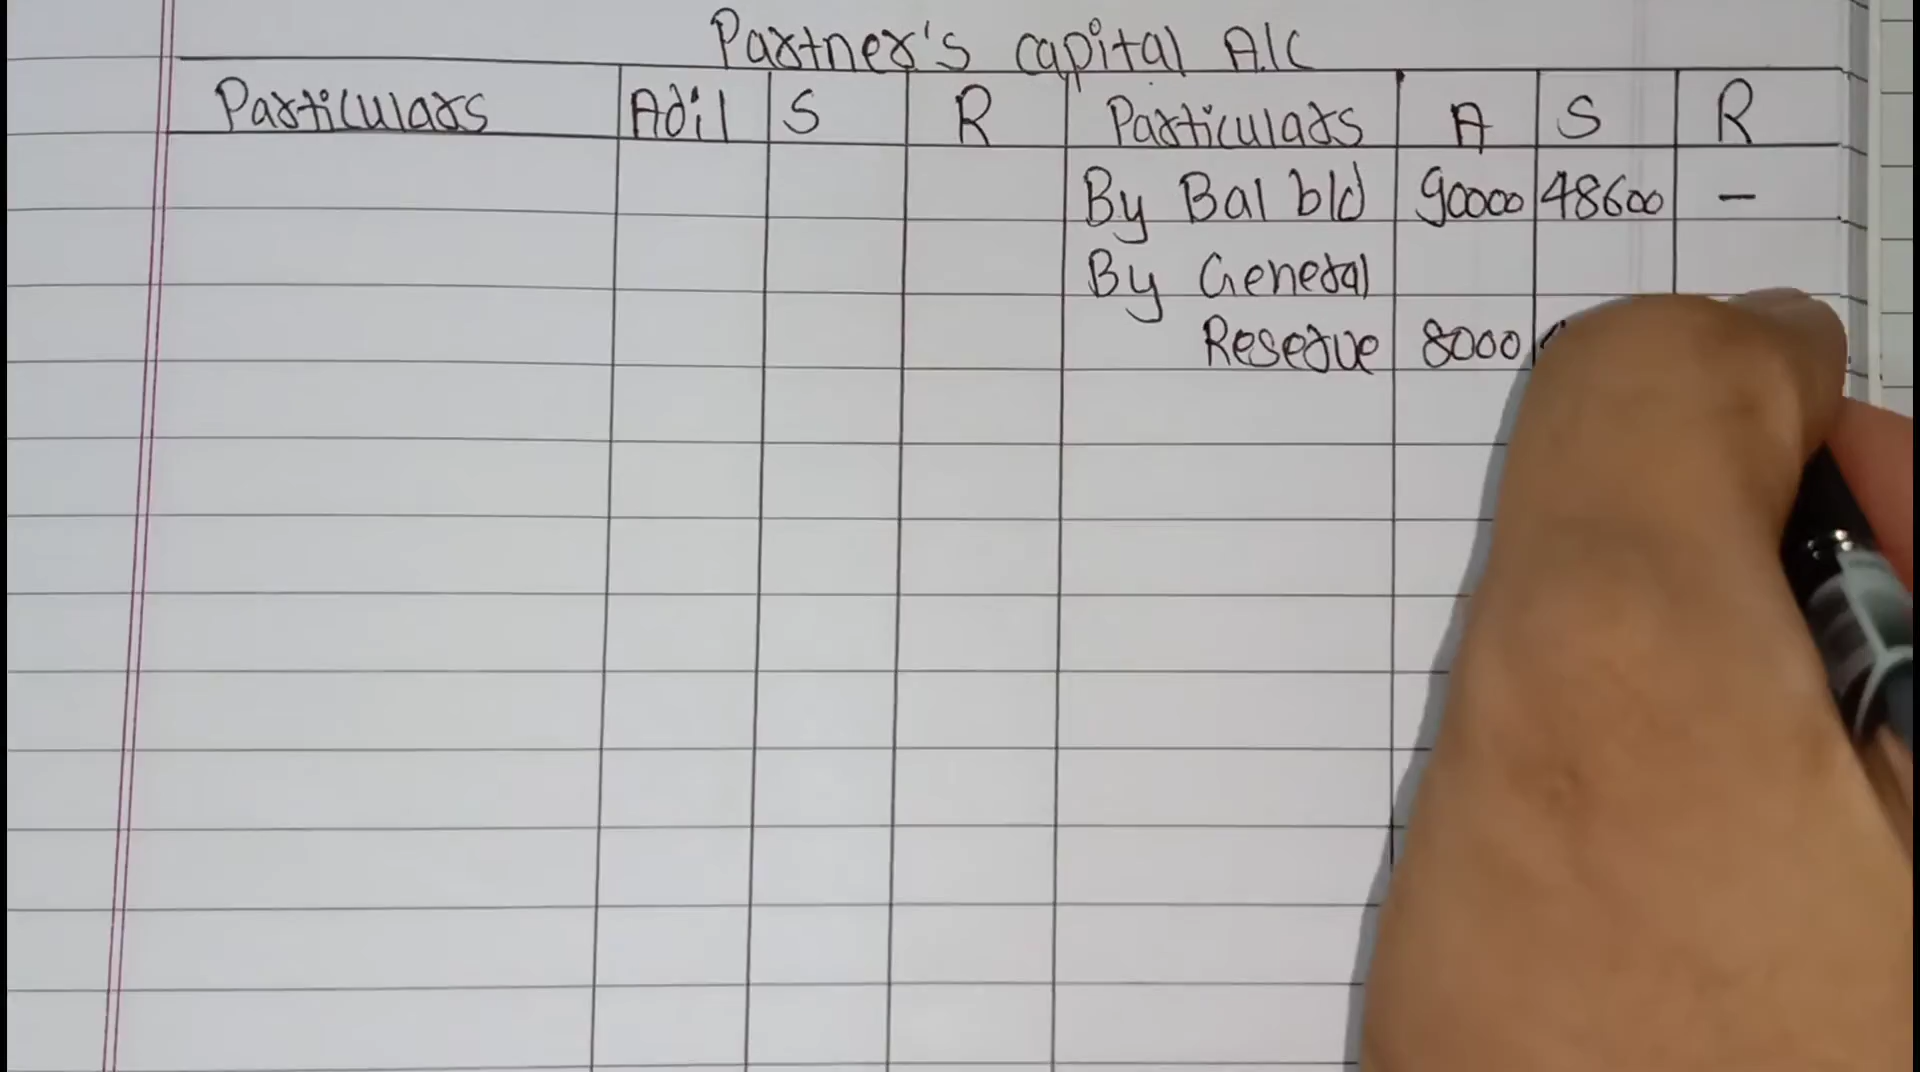 Partner's capital A/C
Particulars Adil S R Particulars A S R
By Bal b/d 90000 48600 —
By General
Reserve 8000